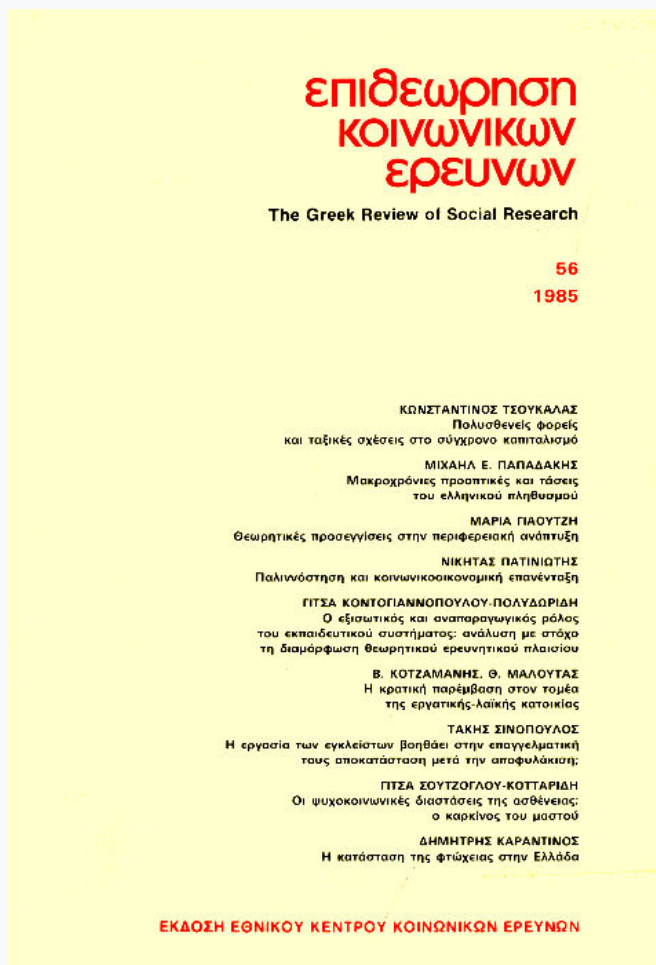 επιθεωρηση
κοινωνικων
ερευνων
The Greek Review of Social Research
56
1985
ΚΩΝΣΤΑΝΤΙΝΟΣ ΤΣΟΥΚΑΛΑΣ
Πολυσθενείς φορείς
και ταξικές σχέσεις στο σύγχρονο καπιταλισμό
ΜΙΧΑΗΛ Ε. ΠΑΠΑΔΑΚΗΣ
Μακροχρόνιες προοπτικές και τάσεις
του ελληνικού πληθυσμού
ΜΑΡΙΑ ΓΙΑΟΥΤΖΗ
Θεωρητικές προσεγγίσεις στην περιφερειακή ανάπτυξη
ΝΙΚΗΤΑΣ ΠΑΤΙΝΙΩΤΗΣ
Παλιννόστηση και κοινωνικοοικονομική επανένταξη
ΓΙΤΣΑ ΚΟΝΤΟΓΙΑΝΝΟΠΟΥΛΟΥ-ΠΟΛΥΔΩΡΙΔΗ
Ο εξισωτικός και αναπαραγωγικός ρόλος
του εκπαιδευτικού συστήματος: ανάλυση με στόχο
τη διαμόρφωση θεωρητικού ερευνητικού πλαισίου
Β. ΚΟΤΖΑΜΑΝΗΣ. Θ. ΜΑΛΟΥΤΑΣ
Η κρατική παρέμβαση στον τομέα
της εργατικής-λαϊκής κατοικίας
ΤΑΚΗΣ ΣΙΝΟΠΟΥΛΟΣ
Η εργασία των εγκλείστων βοηθάει στην επαγγελματική
τους αποκατάσταση μετά την αποφυλάκιση;
ΓΙΤΣΑ ΣΟΥΤΖΟΓΛΟΥ-ΚΟΤΤΑΡΙΔΗ
Οι ψυχοκοινωνικές διαστάσεις της ασθένειας:
ο καρκίνος του μαστού
ΔΗΜΗΤΡΗΣ ΚΑΡΑΝΤΙΝΟΣ
Η κατάσταση της φτώχειας στην Ελλάδα
ΕΚΔΟΣΗ ΕΘΝΙΚΟΥ ΚΕΝΤΡΟΥ ΚΟΙΝΩΝΙΚΩΝ ΕΡΕΥΝΩΝ